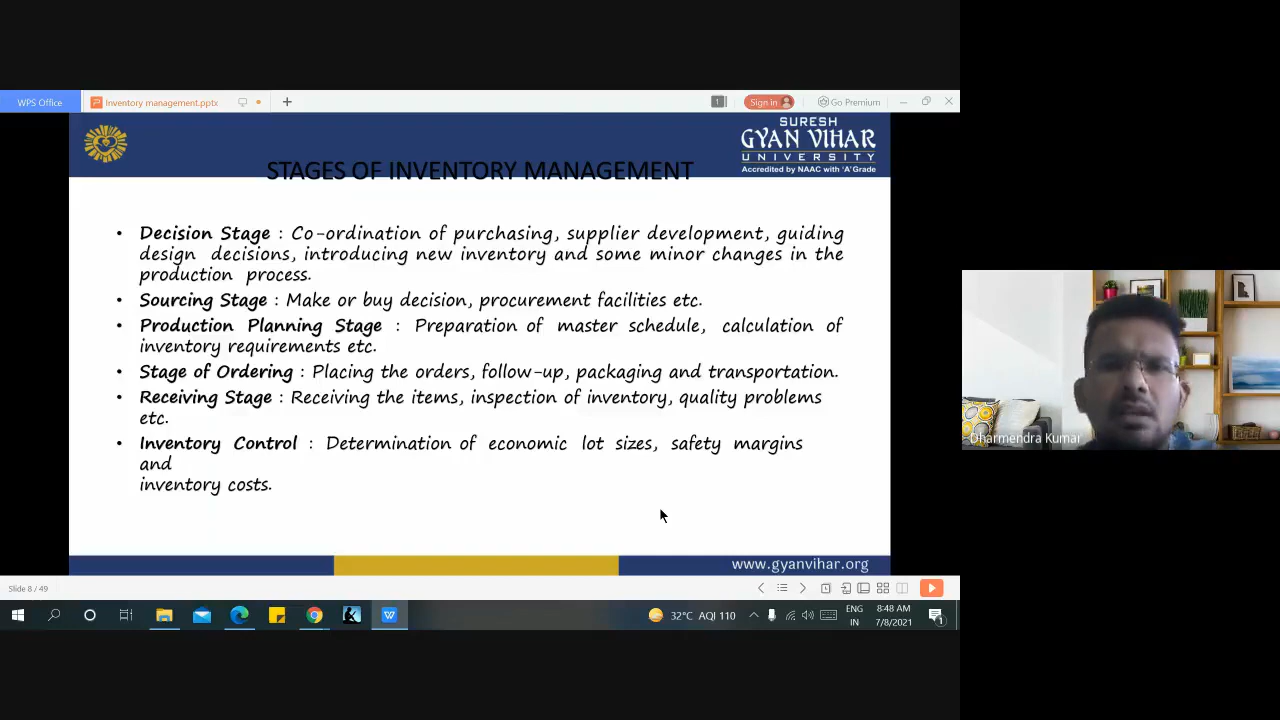 WPS Office
Inventory management.pptx
1
Sign in
Go Premium
SURESH
GYAN VIHAR
UNIVERSITY
Accredited by NAAC with 'A' Grade
STAGES OF INVENTORY MANAGEMENT
• Decision Stage : Co-ordination of purchasing, supplier development, guiding
design decisions, introducing new inventory and some minor changes in the
production process.
• Sourcing Stage : Make or buy decision, procurement facilities etc.
• Production Planning Stage : Preparation of master schedule, calculation of
inventory requirements etc.
• Stage of Ordering : Placing the orders, follow-up, packaging and transportation.
• Receiving Stage : Receiving the items, inspection of inventory, quality problems
etc.
• Inventory Control : Determination of economic lot sizes, safety margins
and
inventory costs.
Dharmendra Kumar
www.gyanvihar.org
Slide 8 / 49
32°C AQI 110
ENG
IN
8:48 AM
7/8/2021
1